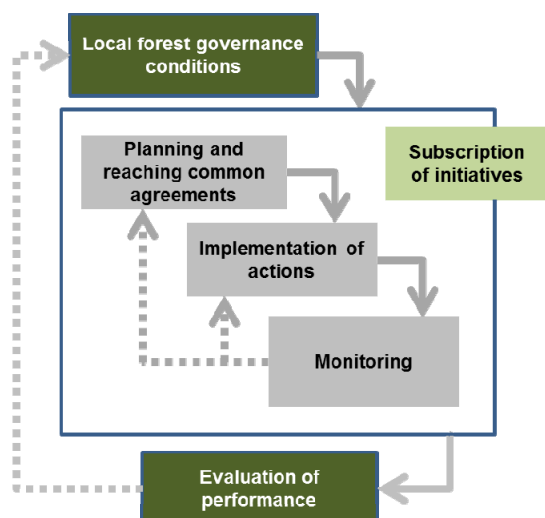 Local forest governance
conditions
Planning and
reaching common
agreements
Subscription
of initiatives
Implementation of
actions
Monitoring
Evaluation of
performance